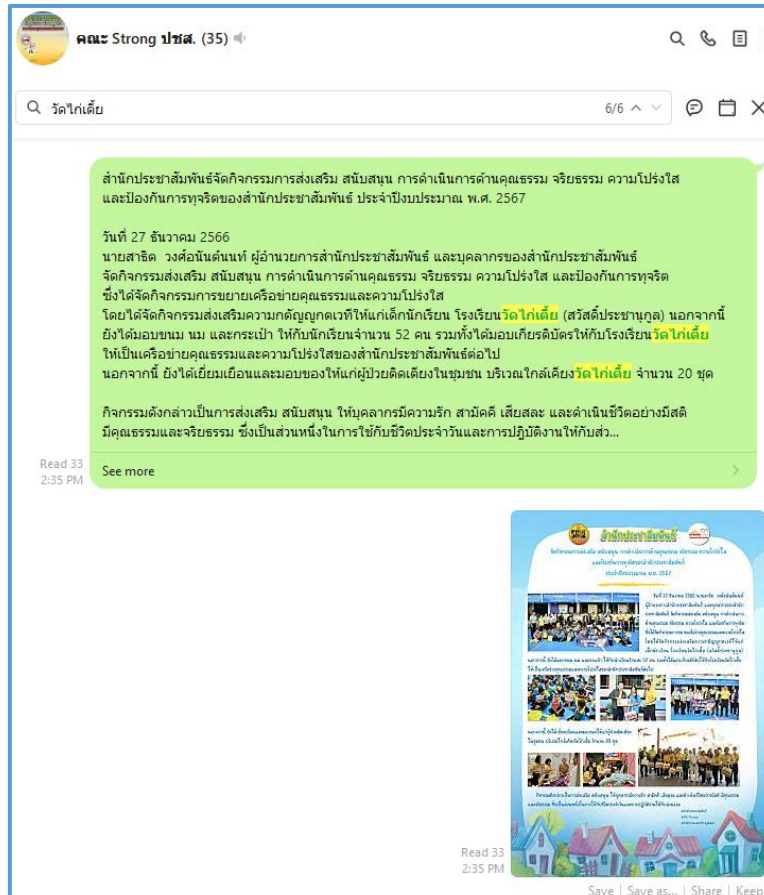 คณะ Strong ปชส. (35)
วัดไก่เตี้ย
6/6
สำนักประชาสัมพันธ์จัดกิจกรรมการส่งเสริม สนับสนุน การดำเนินการด้านคุณธรรม จริยธรรม ความโปร่งใส
และป้องกันการทุจริตของสำนักประชาสัมพันธ์ ประจำปีงบประมาณ พ.ศ. 2567
วันที่ 27 ธันวาคม 2566
นายสาธิต วงศ์อนันต์นนท์ ผู้อำนวยการสำนักประชาสัมพันธ์ และบุคลากรของสำนักประชาสัมพันธ์
จัดกิจกรรมส่งเสริม สนับสนุน การดำเนินการด้านคุณธรรม จริยธรรม ความโปร่งใส และป้องกันการทุจริต
ซึ่งได้จัดกิจกรรมการขยายเครือข่ายคุณธรรมและความโปร่งใส
โดยได้จัดกิจกรรมส่งเสริมความกตัญญูกตเวทีให้แก่เด็กนักเรียน โรงเรียนวัดไก่เตี้ย (สวัสดิ์ประชานุกูล) นอกจากนี้
ยังได้มอบขนม นม และกระเป๋า ให้กับนักเรียนจำนวน 52 คน รวมทั้งได้มอบเกียรติบัตรให้กับโรงเรียนวัดไก่เตี้ย
ให้เป็นเครือข่ายคุณธรรมและความโปร่งใสของสำนักประชาสัมพันธ์ต่อไป
นอกจากนี้ ยังได้เยี่ยมเยือนและมอบของให้แก่ผู้ป่วยติดเตียงในชุมชน บริเวณใกล้เคียงวัดไก่เตี้ย จำนวน 20 ชุด
กิจกรรมดังกล่าวเป็นการส่งเสริม สนับสนุน ให้บุคลากรมีความรัก สามัคคี เสียสละ และดำเนินชีวิตอย่างมีสติ
มีคุณธรรมและจริยธรรม ซึ่งเป็นส่วนหนึ่งในการใช้กับชีวิตประจำวันและการปฏิบัติงานให้กับส่ว...
Read 33
2:35 PM
See more
สำนักประชาสัมพันธ์
Read 33
2:35 PM
Save | Save as... | Share | Keep